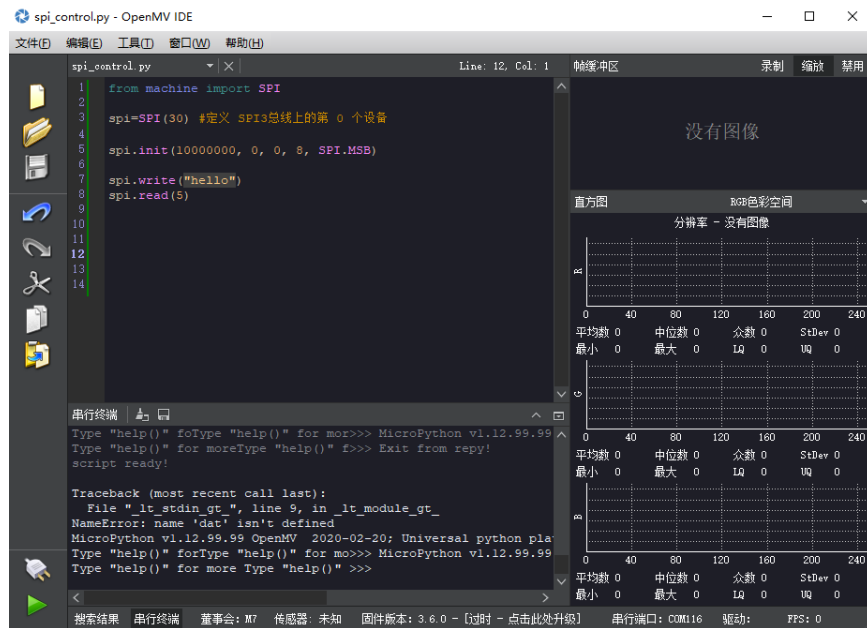 spi_control.py - OpenMV IDE
文件(F) 编辑(E) 工具(T) 窗口(W) 帮助(H)
spi_control.py Line: 12, Col: 1
1 from machine import SPI
2
3 spi=SPI(30) #定义 SPI3总线上的第 0 个设备
4
5 spi.init(10000000, 0, 0, 8, SPI.MSB)
6
7 spi.write("hello")
8 spi.read(5)
9
10
11
12
13
14
串行终端
Type "help()" foType "help()" for mor>>> MicroPython v1.12.99.99
Type "help()" for moreType "help()" f>>> Exit from repy!
script ready!
Traceback (most recent call last):
File "_lt_stdin_gt_", line 9, in _lt_module_gt_
NameError: name 'dat' isn't defined
MicroPython v1.12.99.99 OpenMV 2020-02-20; Universal python pla
Type "help()" forType "help()" for mo>>> MicroPython v1.12.99
Type "help()" for more Type "help()" >>>
帧缓冲区 录制 缩放 禁用
没有图像
直方图 RGB色彩空间
分辨率 - 没有图像
R
0 40 80 120 160 200 240
平均数 0 中位数 0 众数 0 StDev 0
最小 0 最大 0 LQ 0 UQ 0
G
0 40 80 120 160 200 240
平均数 0 中位数 0 众数 0 StDev 0
最小 0 最大 0 LQ 0 UQ 0
B
0 40 80 120 160 200 240
平均数 0 中位数 0 众数 0 StDev 0
最小 0 最大 0 LQ 0 UQ 0
搜索结果 串行终端 董事会: M7 传感器: 未知 固件版本: 3.6.0 - [过时 - 点击此处升级] 串行端口: COM116 驱动: FPS: 0